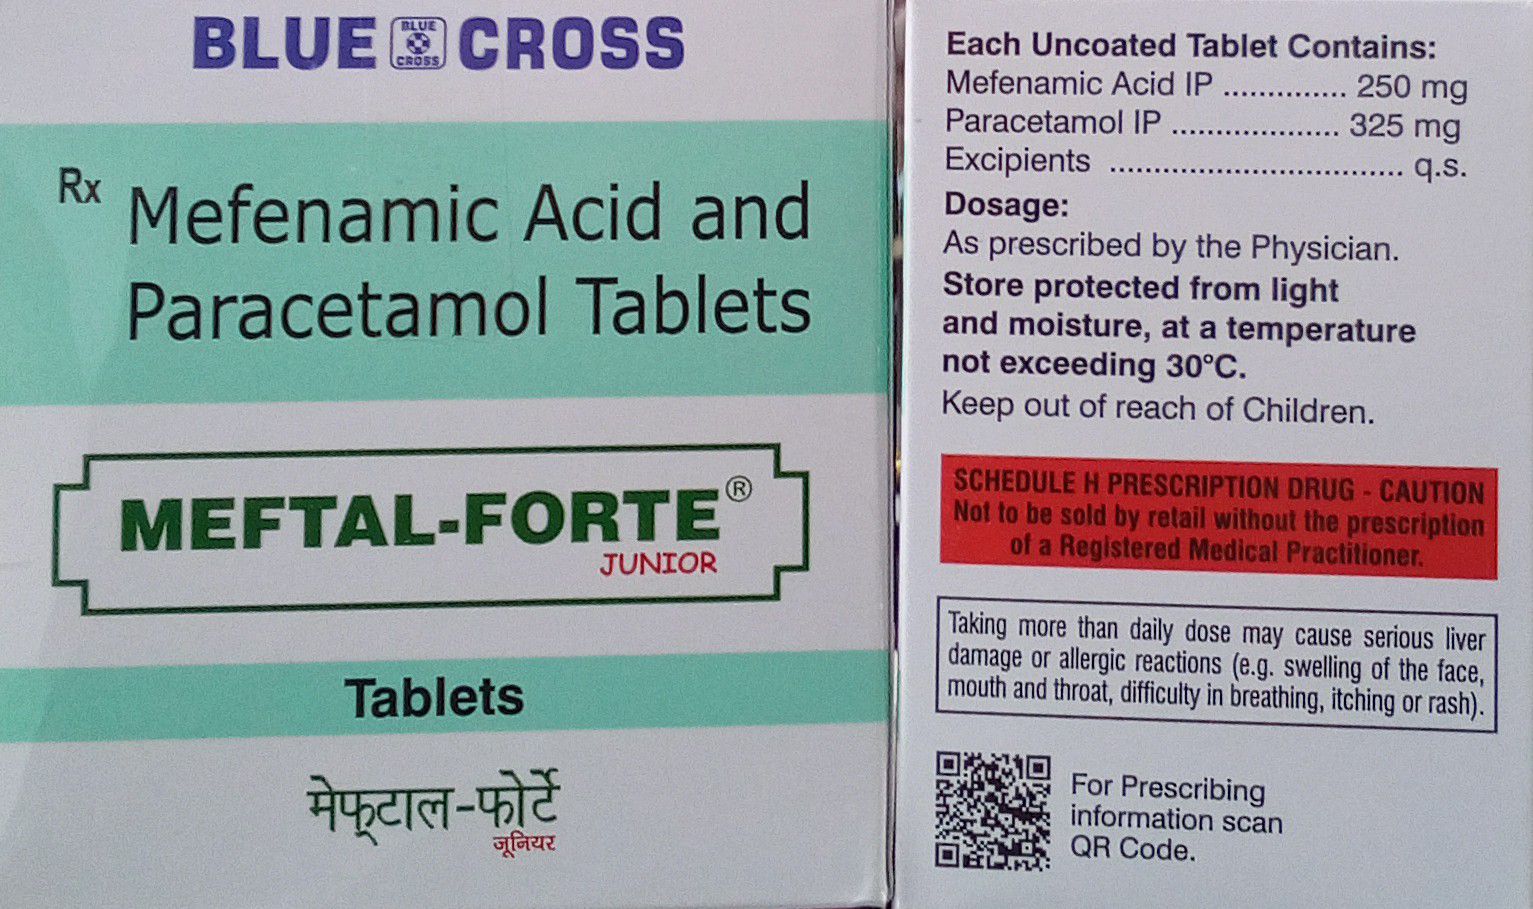 BLUE BLUE CROSS CROSS
Rx Mefenamic Acid and
Paracetamol Tablets
MEFTAL-FORTE®
JUNIOR
Tablets
मेफ्टाल-फोर्टे
जूनियर
Each Uncoated Tablet Contains:
Mefenamic Acid IP .............. 250 mg
Paracetamol IP ................... 325 mg
Excipients ................................. q.s.
Dosage:
As prescribed by the Physician.
Store protected from light
and moisture, at a temperature
not exceeding 30°C.
Keep out of reach of Children.
SCHEDULE H PRESCRIPTION DRUG - CAUTION
Not to be sold by retail without the prescription
of a Registered Medical Practitioner.
Taking more than daily dose may cause serious liver
damage or allergic reactions (e.g. swelling of the face,
mouth and throat, difficulty in breathing, itching or rash).
For Prescribing
information scan
QR Code.